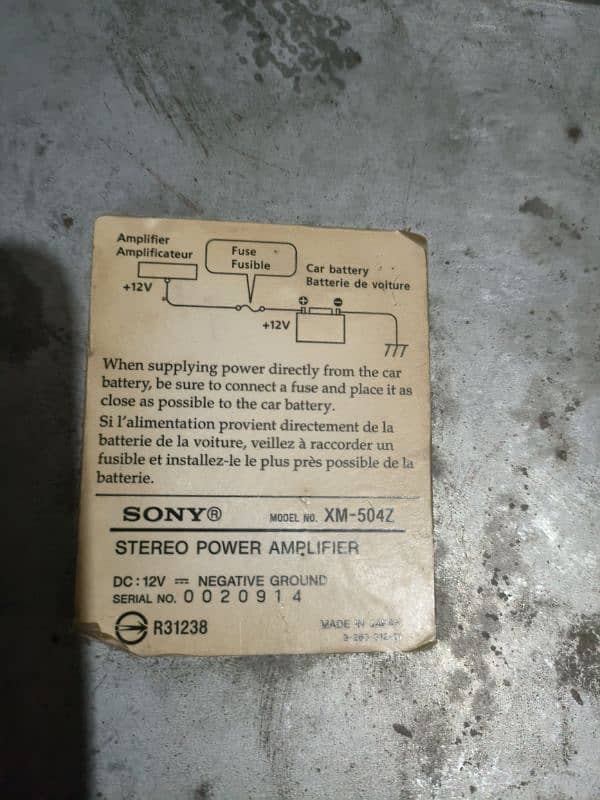 Amplifier
Amplificateur
Fuse
Fusible
Car battery
Batterie de voiture
+12V
+12V
When supplying power directly from the car
battery, be sure to connect a fuse and place it as
close as possible to the car battery.
Si l'alimentation provient directement de la
batterie de la voiture, veillez à raccorder un
fusible et installez-le le plus près possible de la
batterie.
SONY® MODEL NO. XM-504Z
STEREO POWER AMPLIFIER
DC : 12V ⎓ NEGATIVE GROUND
SERIAL NO. 0020914
R31238 MADE IN JAPAN